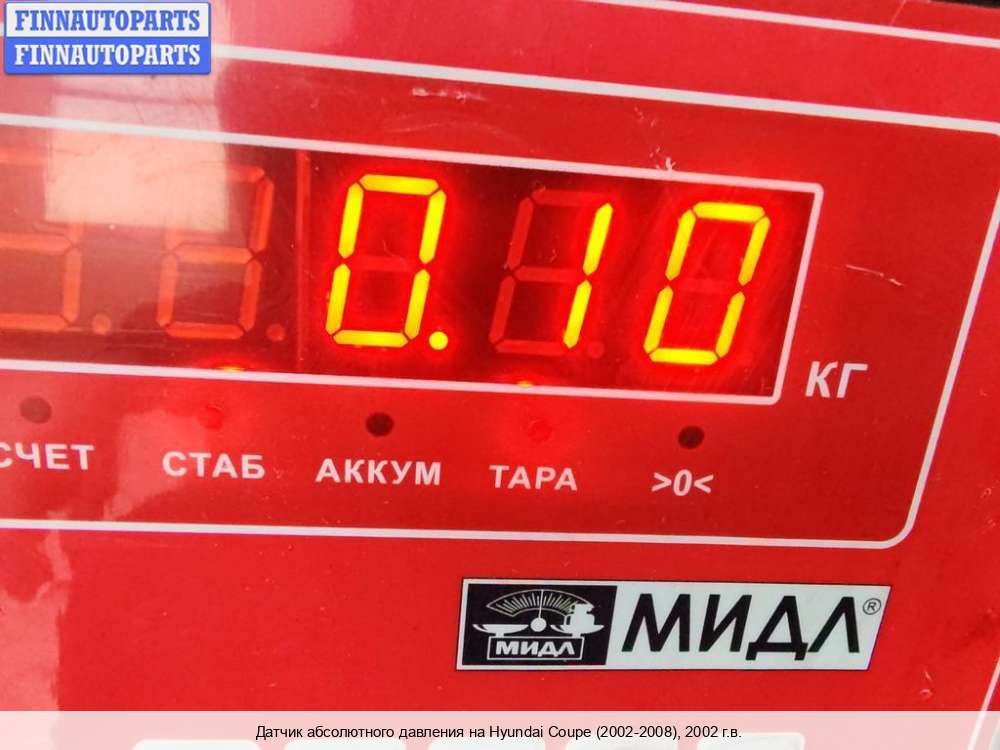 FINNAUTOPARTS
FINNAUTOPARTS
0.10
КГ
СЧЕТ СТАБ АККУМ ТАРА >0<
МИДЛ МИДЛ®
Датчик абсолютного давления на Hyundai Coupe (2002-2008), 2002 г.в.